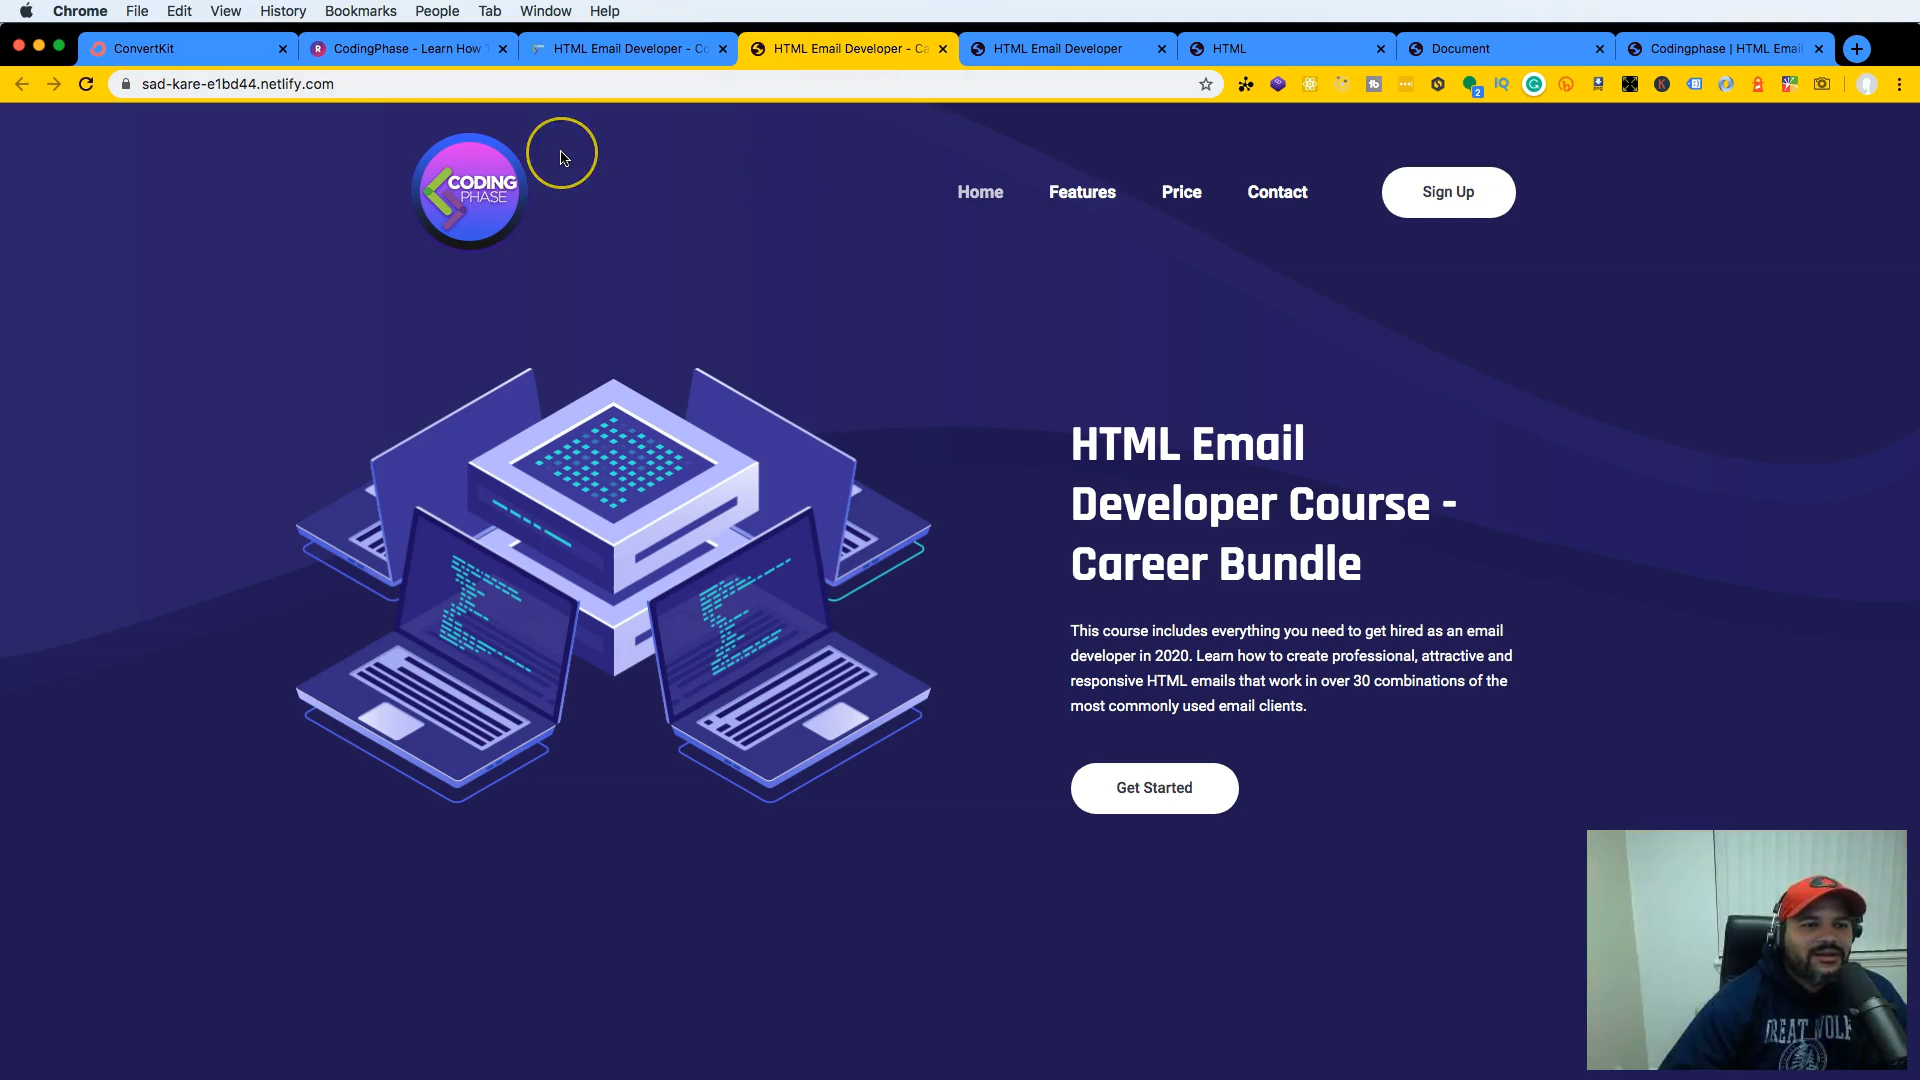 Chrome File Edit View History Bookmarks People Tab Window Help
ConvertKit
CodingPhase - Learn How T
HTML Email Developer - Co
HTML Email Developer - Ca
HTML Email Developer
HTML
Document
Codingphase | HTML Email
sad-kare-e1bd44.netlify.com
2
CODING
PHASE
Home Features Price Contact Sign Up
HTML Email
Developer Course -
Career Bundle
This course includes everything you need to get hired as an email
developer in 2020. Learn how to create professional, attractive and
responsive HTML emails that work in over 30 combinations of the
most commonly used email clients.
Get Started
GREAT WOLF